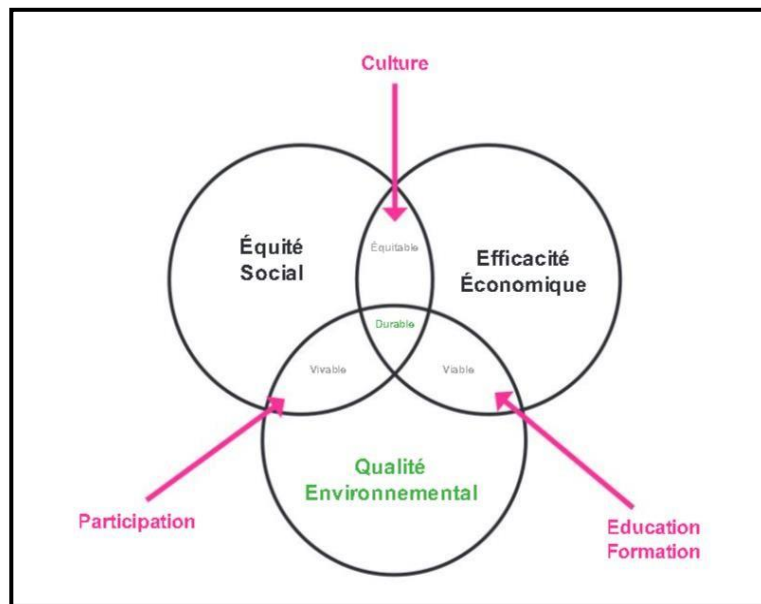 Culture
Équité
Social
Équitable
Efficacité
Économique
Durable
Vivable
Viable
Qualité
Environnemental
Participation
Education
Formation